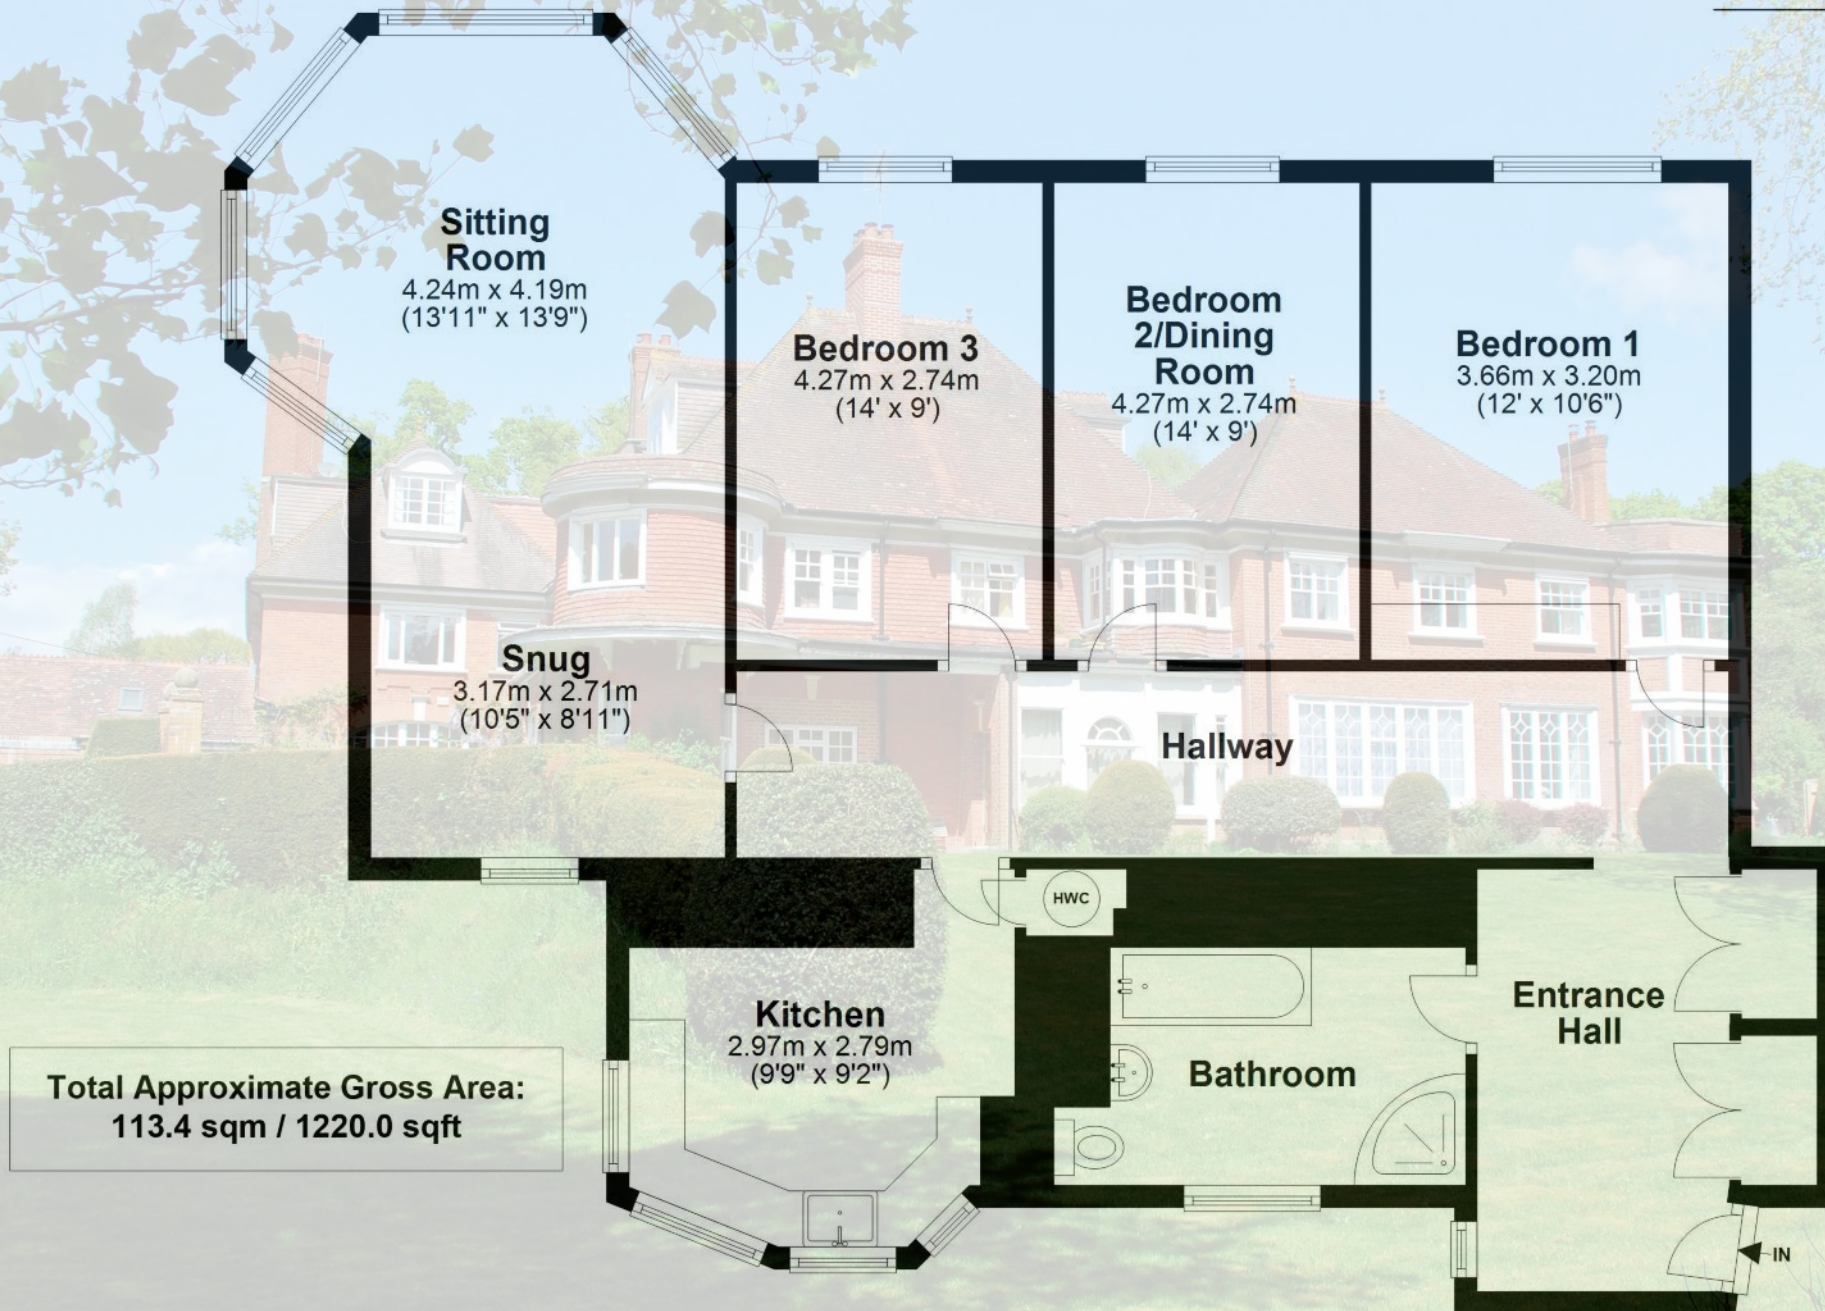 Sitting
Room
4.24m x 4.19m
(13'11" x 13'9")
Bedroom 3
4.27m x 2.74m
(14' x 9')
Bedroom
2/Dining
Room
4.27m x 2.74m
(14' x 9')
Bedroom 1
3.66m x 3.20m
(12' x 10'6")
Snug
3.17m x 2.71m
(10'5" x 8'11")
Hallway
HWC
Kitchen
2.97m x 2.79m
(9'9" x 9'2")
Bathroom
Entrance
Hall
Total Approximate Gross Area:
113.4 sqm / 1220.0 sqft
IN